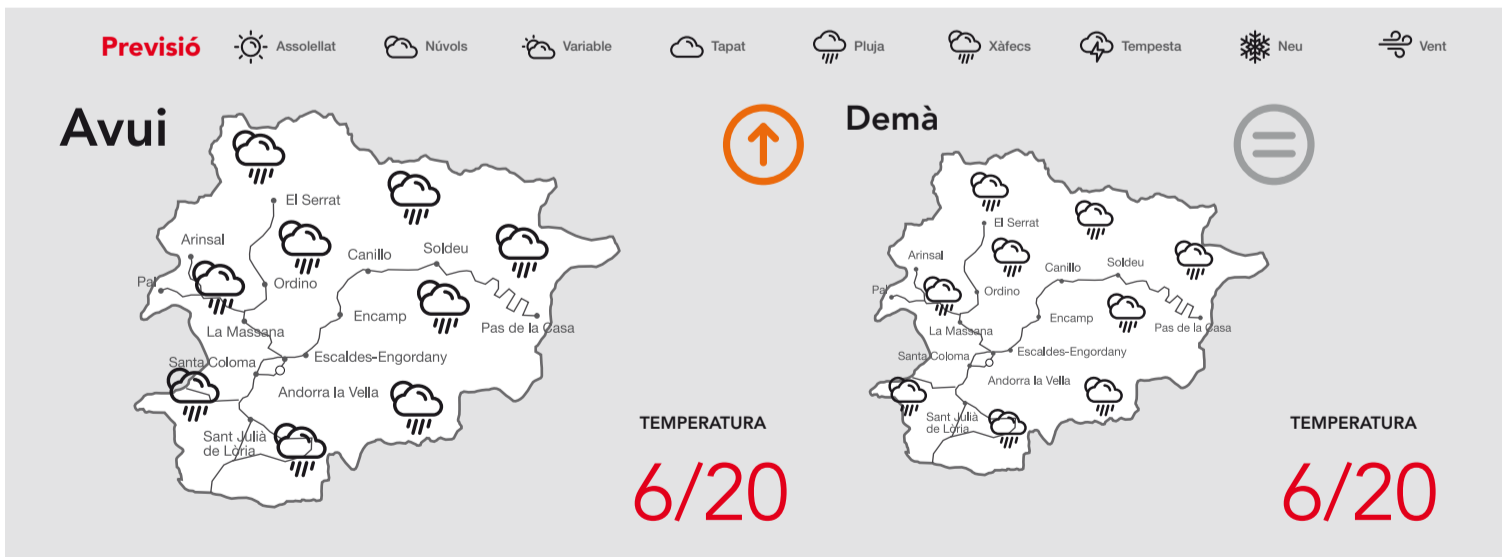 Previsió
Assolellat
Núvols
Variable
Tapat
Pluja
Xàfecs
Tempesta
Neu
Vent
Avui
El Serrat
Arinsal
Canillo
Soldeu
Pal
Ordino
La Massana
Encamp
Pas de la Casa
Santa Coloma
Escaldes-Engordany
Andorra la Vella
Sant Julià
de Lòria
TEMPERATURA
6/20
Demà
El Serrat
Arinsal
Canillo
Soldeu
Pal
Ordino
La Massana
Encamp
Pas de la Casa
Santa Coloma
Escaldes-Engordany
Andorra la Vella
Sant Julià
de Lòria
TEMPERATURA
6/20